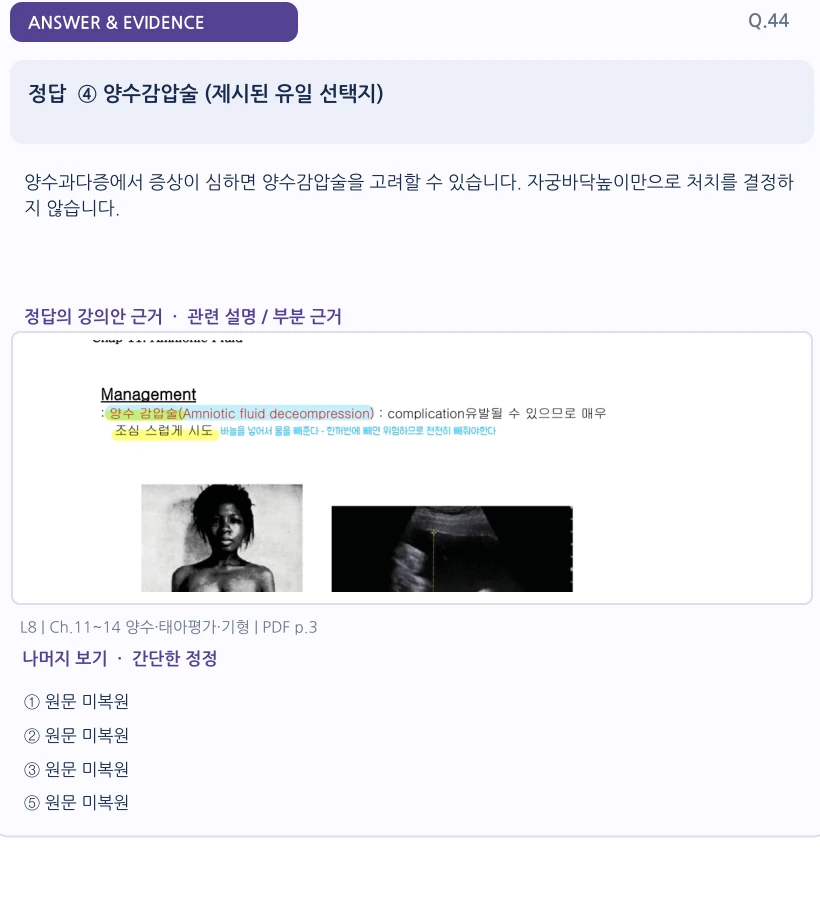 ANSWER & EVIDENCE
Q.44
정답 ④ 양수감압술 (제시된 유일 선택지)
양수과다증에서 증상이 심하면 양수감압술을 고려할 수 있습니다. 자궁바닥높이만으로 처치를 결정하
지 않습니다.
정답의 강의안 근거 · 관련 설명 / 부분 근거
Chap 11. Amnionic Fluid
Management
: 양수 감압술(Amniotic fluid deceompression) : complication유발될 수 있으므로 매우
조심 스럽게 시도 바늘을 넣어서 물을 빼준다 - 한꺼번에 빼면 위험하므로 천천히 빼줘야한다
L8 | Ch.11~14 양수·태아평가·기형 | PDF p.3
나머지 보기 · 간단한 정정
① 원문 미복원
② 원문 미복원
③ 원문 미복원
⑤ 원문 미복원